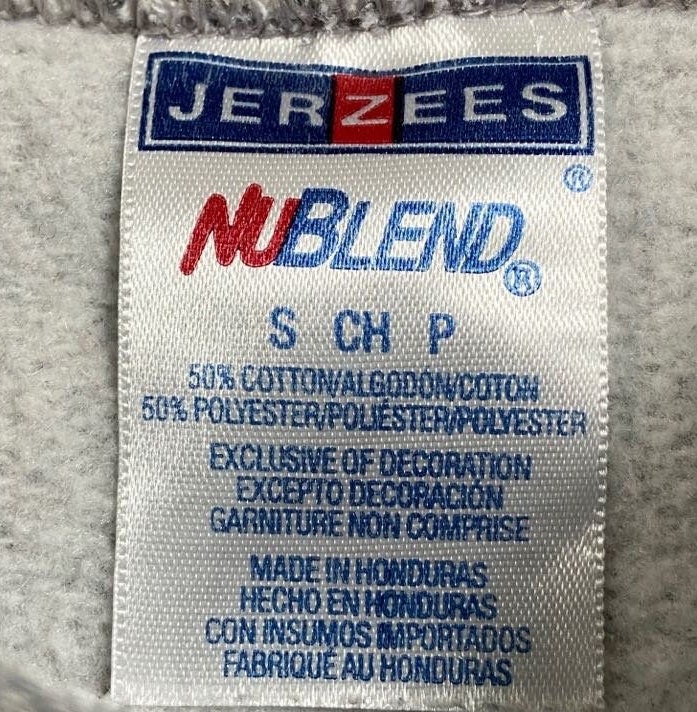 JERZEES
®
NUBLEND®
S CH P
50% COTTON/ALGODÓN/COTON
50% POLYESTER/POLIÉSTER/POLYESTER
EXCLUSIVE OF DECORATION
EXCEPTO DECORACIÓN
GARNITURE NON COMPRISE
MADE IN HONDURAS
HECHO EN HONDURAS
CON INSUMOS IMPORTADOS
FABRIQUÉ AU HONDURAS